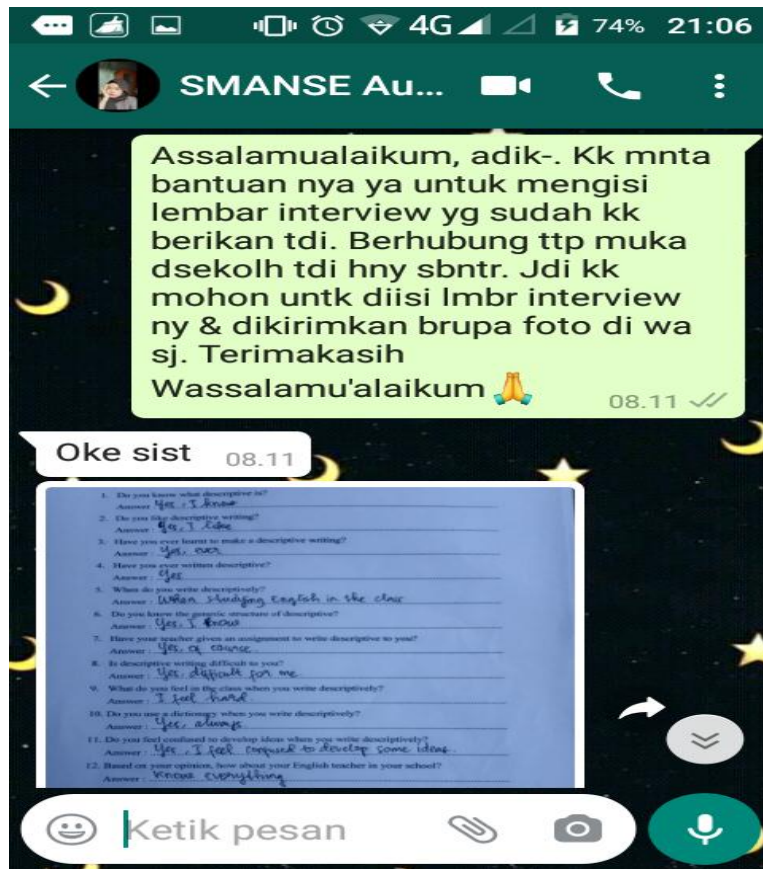 4G 74% 21:06
SMANSE Au...
Assalamualaikum, adik-. Kk mnta
bantuan nya ya untuk mengisi
lembar interview yg sudah kk
berikan tdi. Berhubung ttp muka
dsekolh tdi hny sbntr. Jdi kk
mohon untk diisi lmbr interview
ny & dikirimkan brupa foto di wa
sj. Terimakasih
Wassalamu'alaikum 🙏 08.11
Oke sist 08.11
1. Do you know what descriptive is?
Answer Yes, I know
2. Do you like descriptive writing?
Answer : Yes, I like
3. Have you ever learnt to make a descriptive writing?
Answer : Yes, ever
4. Have you ever written descriptive?
Answer : Yes
5. When do you write descriptively?
Answer : When studying english in the class
6. Do you know the generic structure of descriptive?
Answer : Yes, I know
7. Have your teacher given an assignment to write descriptive to you?
Answer : Yes, of course
8. Is descriptive writing difficult to you?
Answer : Yes, difficult for me
9. What do you feel in the class when you write descriptively?
Answer : I feel hard
10. Do you use a dictionary when you write descriptively?
Answer : Yes, always
11. Do you feel confused to develop ideas when you write descriptively?
Answer : Yes, I feel confused to develop some ideas
12. Based on your opinion, how about your English teacher in your school?
Answer : Know everything
Ketik pesan